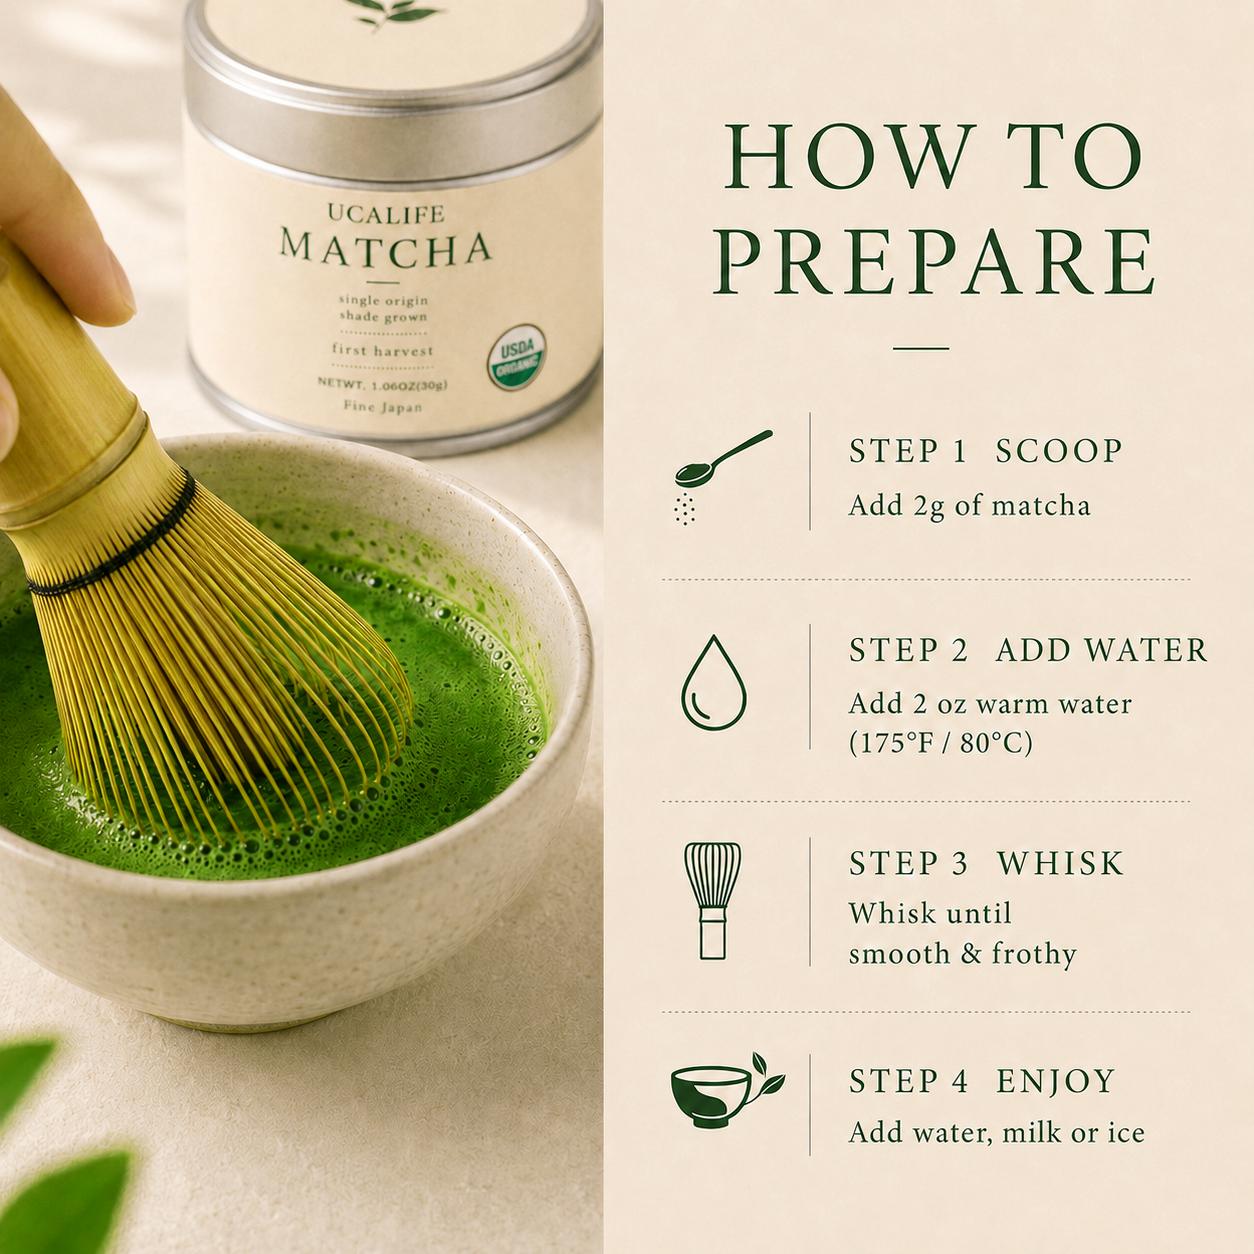 UCALIFE
MATCHA
single origin
shade grown
first harvest
USDA
ORGANIC
NETWT. 1.06OZ(30g)
Fine Japan
HOW TO
PREPARE
STEP 1 SCOOP
Add 2g of matcha
STEP 2 ADD WATER
Add 2 oz warm water
(175°F / 80°C)
STEP 3 WHISK
Whisk until
smooth & frothy
STEP 4 ENJOY
Add water, milk or ice